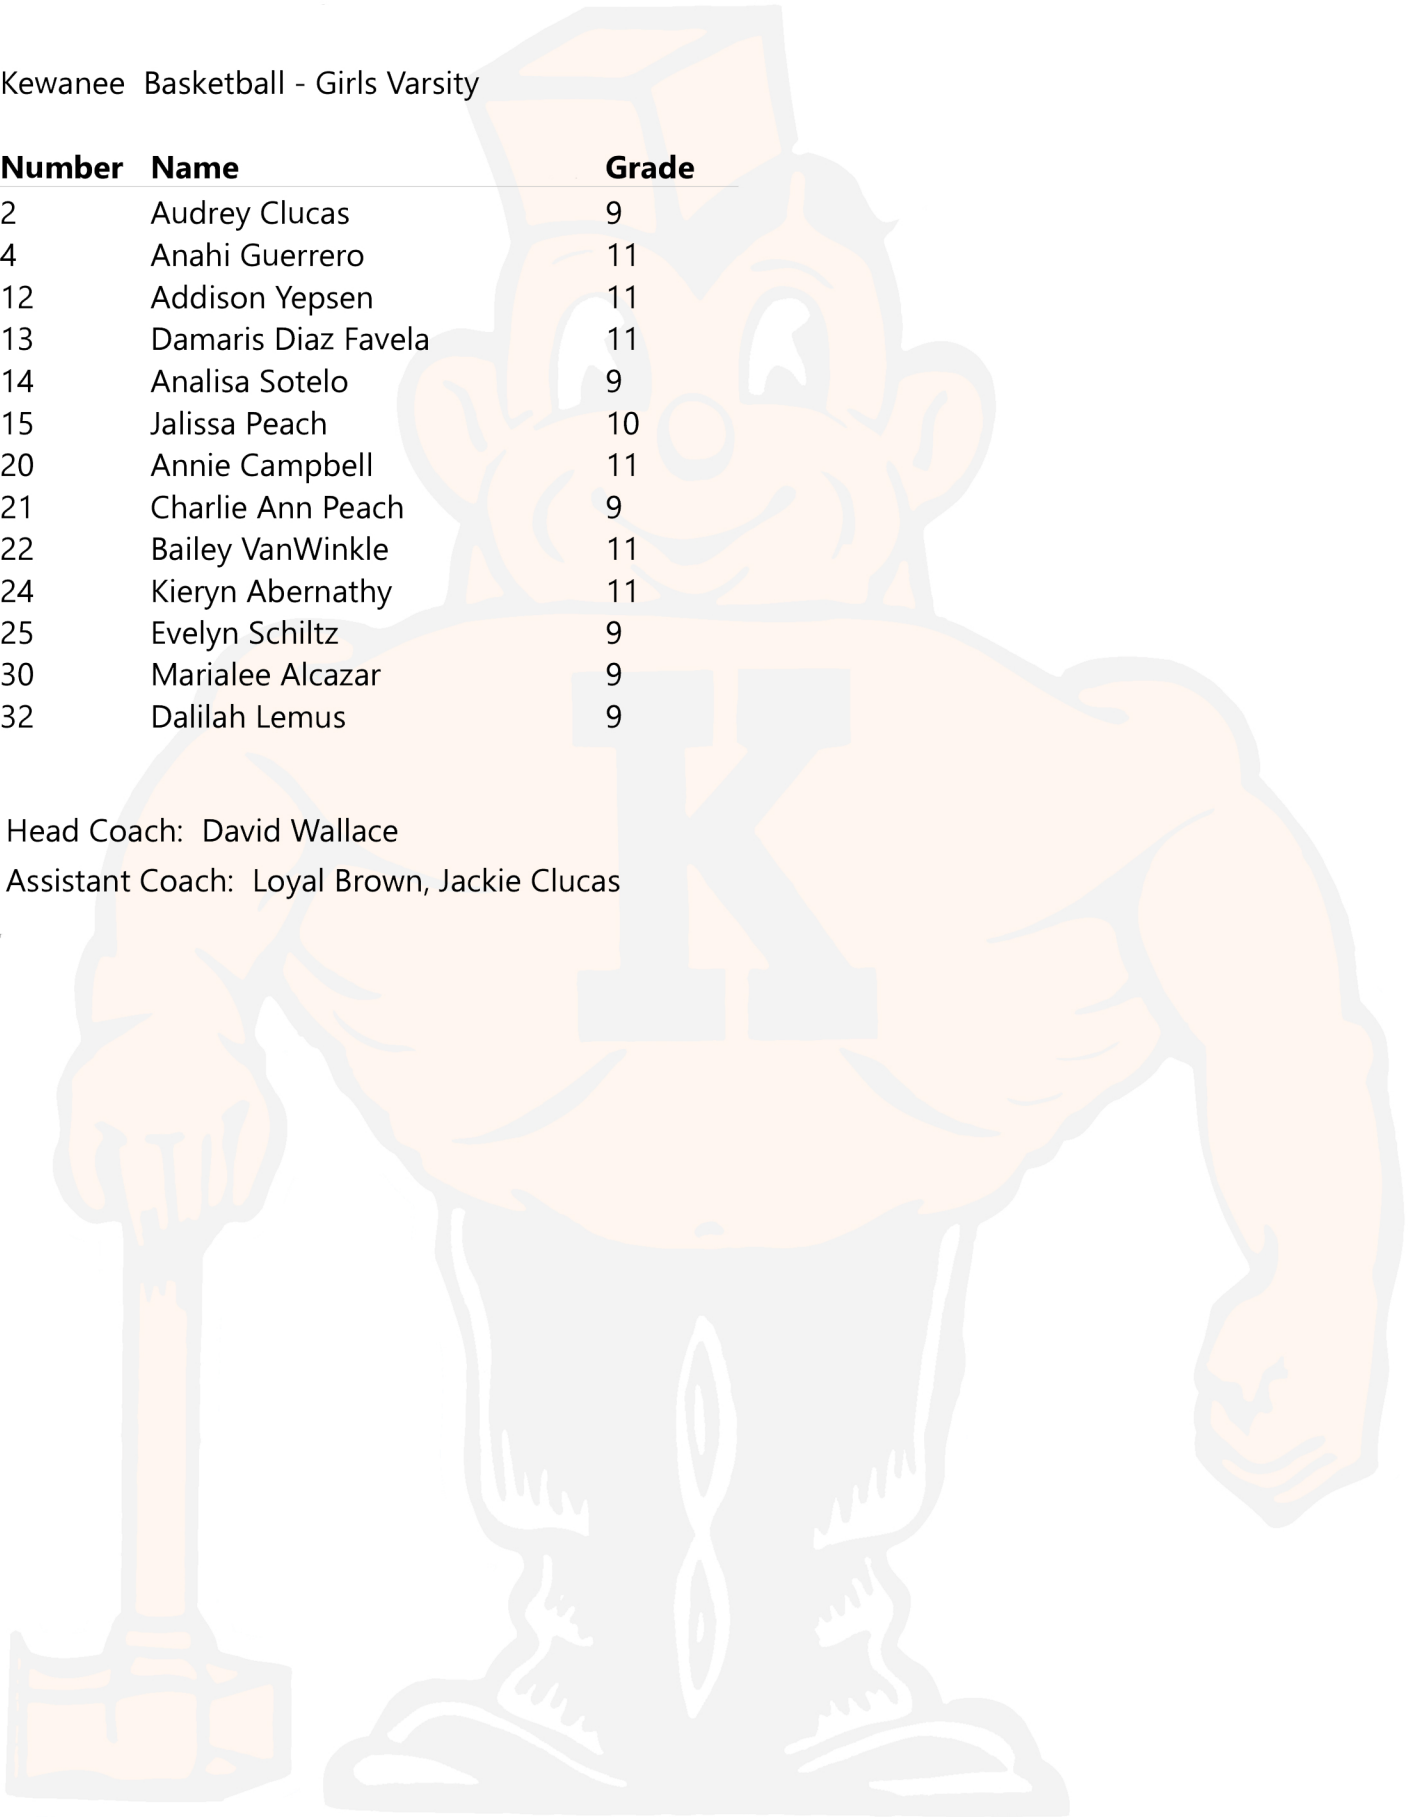 Kewanee  Basketball - Girls Varsity
Number Name Grade
2 Audrey Clucas 9
4 Anahi Guerrero 11
12 Addison Yepsen 11
13 Damaris Diaz Favela 11
14 Analisa Sotelo 9
15 Jalissa Peach 10
20 Annie Campbell 11
21 Charlie Ann Peach 9
22 Bailey VanWinkle 11
24 Kieryn Abernathy 11
25 Evelyn Schiltz 9
30 Marialee Alcazar 9
32 Dalilah Lemus 9
Head Coach:  David Wallace
Assistant Coach:  Loyal Brown, Jackie Clucas
K